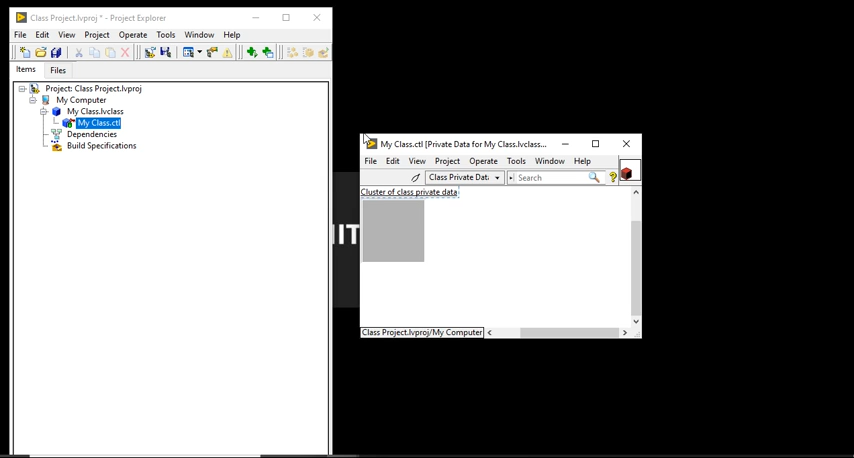 Class Project.lvproj * - Project Explorer
File Edit View Project Operate Tools Window Help
Items Files
Project: Class Project.lvproj
My Computer
My Class.lvclass
My Class.ctl
Dependencies
Build Specifications
My Class.ctl [Private Data for My Class.lvclass...
File Edit View Project Operate Tools Window Help
Class Private Dat Search ?
Cluster of class private data
IT
Class Project.lvproj/My Computer